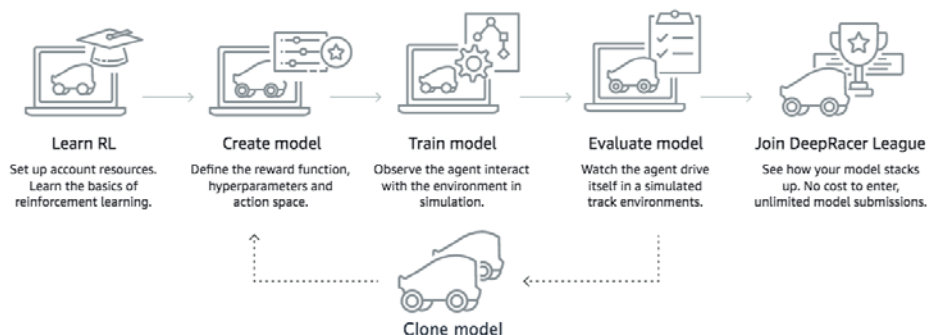 Learn RL
Set up account resources.
Learn the basics of
reinforcement learning.
Create model
Define the reward function,
hyperparameters and
action space.
Train model
Observe the agent interact
with the environment in
simulation.
Evaluate model
Watch the agent drive
itself in a simulated
track environments.
Join DeepRacer League
See how your model stacks
up. No cost to enter,
unlimited model submissions.
Clone model